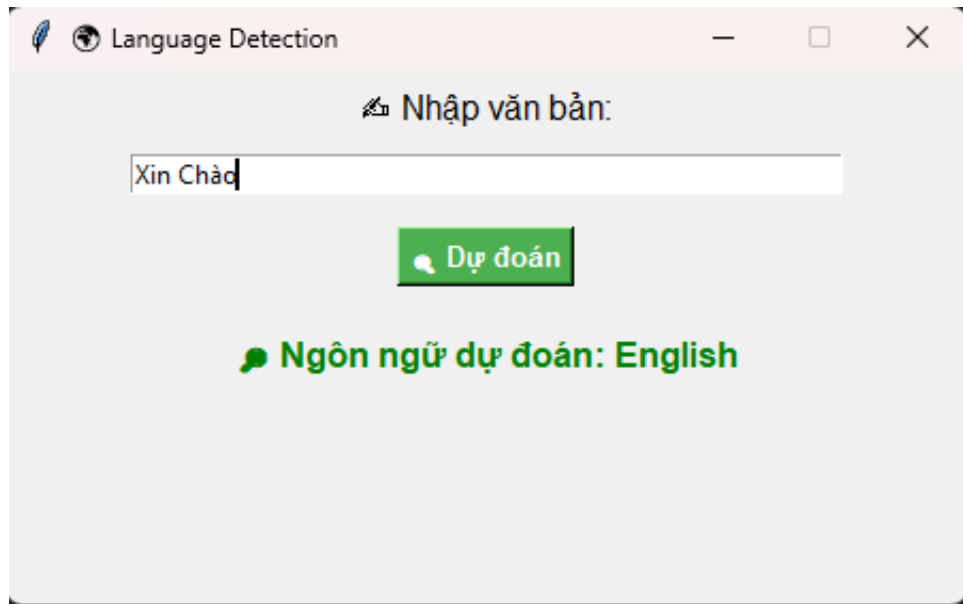 Language Detection
Nhập văn bản:
Xin Chào
Dự đoán
Ngôn ngữ dự đoán: English